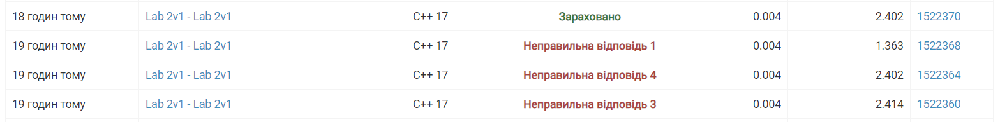 18 годин тому Lab 2v1 - Lab 2v1 C++ 17 Зараховано 0.004 2.402 1522370
19 годин тому Lab 2v1 - Lab 2v1 C++ 17 Неправильна відповідь 1 0.004 1.363 1522368
19 годин тому Lab 2v1 - Lab 2v1 C++ 17 Неправильна відповідь 4 0.004 2.402 1522364
19 годин тому Lab 2v1 - Lab 2v1 C++ 17 Неправильна відповідь 3 0.004 2.414 1522360